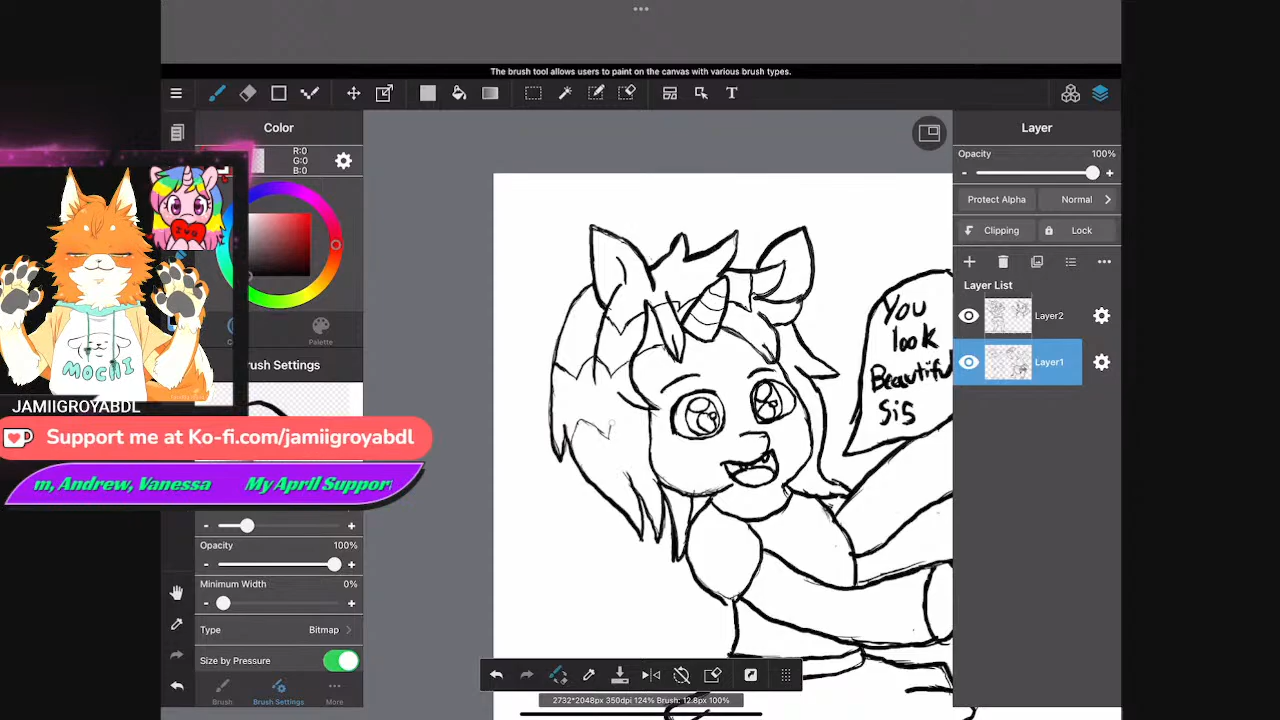 The brush tool allows users to paint on the canvas with various brush types.
Color
R:0
G:0
B:0
Palette
Brush Settings
MOCHI
JAMIIGROYABDL
Support me at Ko-fi.com/jamiigroyabdl
m, Andrew, Vanessa My April Suppor
- +
Opacity 100%
- +
Minimum Width 0%
- +
Type Bitmap
Size by Pressure
Brush
Brush Settings
More
You
look
Beautiful
Sis
2732*2048px 350dpi 124% Brush: 12.8px 100%
Layer
Opacity 100%
- +
Protect Alpha Normal
Clipping Lock
Layer List
Layer2
Layer1